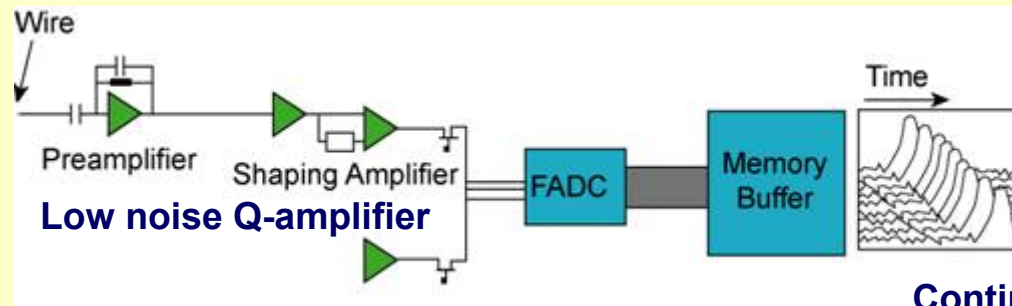 Wire
Time
Preamplifier
Shaping Amplifier
FADC
Memory
Buffer
Low noise Q-amplifier